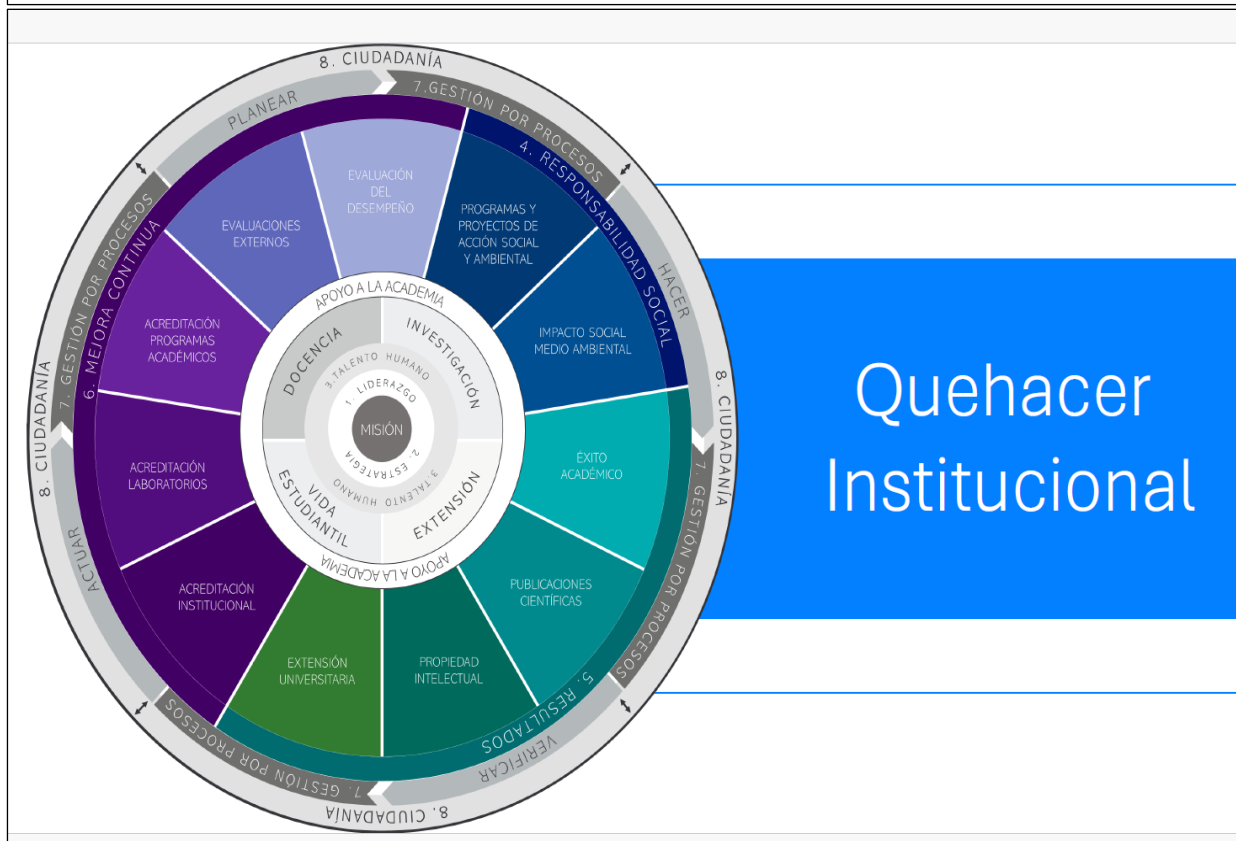 8. CIUDADANÍA
PLANEAR
7.GESTIÓN POR PROCESOS
4. RESPONSABILIDAD SOCIAL
HACER
8. CIUDADANÍA
7. GESTIÓN POR PROCESOS
5. RESULTADOS
VERIFICAR
8. CIUDADANÍA
7. GESTIÓN POR PROCESOS
ACTUAR
8. CIUDADANÍA
7. GESTIÓN POR PROCESOS
6. MEJORA CONTINUA
EVALUACIÓN
DEL
DESEMPEÑO
PROGRAMAS Y
PROYECTOS DE
ACCIÓN SOCIAL
Y AMBIENTAL
IMPACTO SOCIAL
MEDIO AMBIENTAL
ÉXITO
ACADÉMICO
PUBLICACIONES
CIENTÍFICAS
PROPIEDAD
INTELECTUAL
EXTENSIÓN
UNIVERSITARIA
ACREDITACIÓN
INSTITUCIONAL
ACREDITACIÓN
LABORATORIOS
ACREDITACIÓN
PROGRAMAS
ACADÉMICOS
EVALUACIONES
EXTERNOS
APOYO A LA ACADEMIA
DOCENCIA
INVESTIGACIÓN
EXTENSIÓN
VIDA
ESTUDIANTIL
APOYO A LA ACADEMIA
3.TALENTO HUMANO
1. LIDERAZGO
MISIÓN
2. ESTRATEGIA
3.TALENTO HUMANO
Quehacer
Institucional